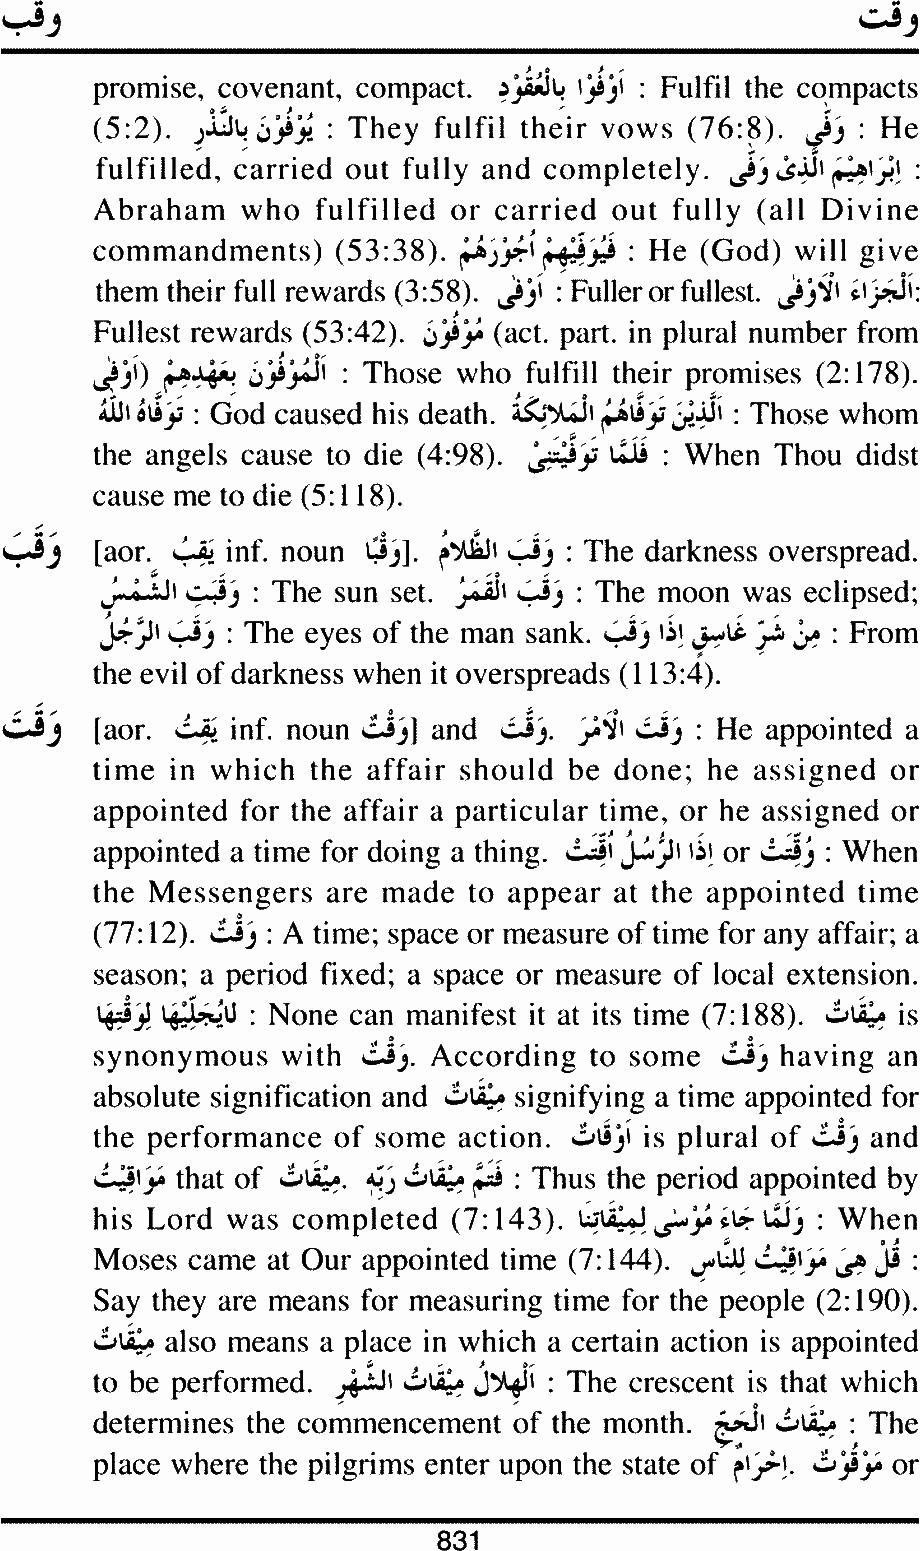 وقب وقت
promise, covenant, compact. اَوْفُوْا بِالْعُقُوْدِ : Fulfil the compacts
(5:2). يُوْفُوْنَ بِالنَّذْرِ : They fulfil their vows (76:8). وَفّٰى : He
fulfilled, carried out fully and completely. اِبْرَاهِيْمَ الَّذِىْ وَفّٰى :
Abraham who fulfilled or carried out fully (all Divine
commandments) (53:38). فَيُوَفِّيْهِمْ اُجُوْرَهُمْ : He (God) will give
them their full rewards (3:58). اَوْفٰى : Fuller or fullest. اَلْجَزَاءَ الْاَوْفٰى:
Fullest rewards (53:42). مُوْفُوْنَ (act. part. in plural number from
اَوْفٰى) اَلْمُوْفُوْنَ بِعَهْدِهِمْ : Those who fulfill their promises (2:178).
تَوَفَّاهُ اللّٰهُ : God caused his death. اَلَّذِيْنَ تَوَفَّاهُمُ الْمَلَائِكَةُ : Those whom
the angels cause to die (4:98). فَلَمَّا تَوَفَّيْتَنِىْ : When Thou didst
cause me to die (5:118).
وَقَبَ [aor. يَقِبُ inf. noun وَقْبًا]. وَقَبَ الظَّلَامُ : The darkness overspread.
وَقَبَتِ الشَّمْسُ : The sun set. وَقَبَ الْقَمَرُ : The moon was eclipsed;
وَقَبَ الرَّجُلُ : The eyes of the man sank. مِنْ شَرِّ غَاسِقٍ اِذَا وَقَبَ : From
the evil of darkness when it overspreads (113:4).
وَقَتَ [aor. يَقِتُ inf. noun وَقْتٌ] and وَقَّتَ. وَقَتَ الْاَمْرَ : He appointed a
time in which the affair should be done; he assigned or
appointed for the affair a particular time, or he assigned or
appointed a time for doing a thing. اِذَا الرُّسُلُ اُقِّتَتْ or وُقِّتَتْ : When
the Messengers are made to appear at the appointed time
(77:12). وَقْتٌ : A time; space or measure of time for any affair; a
season; a period fixed; a space or measure of local extension.
لَايُجَلِّيْهَا لِوَقْتِهَا : None can manifest it at its time (7:188). مِيْقَاتٌ is
synonymous with وَقْتٌ. According to some وَقْتٌ having an
absolute signification and مِيْقَاتٌ signifying a time appointed for
the performance of some action. اَوْقَاتٌ is plural of وَقْتٌ and
مَوَاقِيْتُ that of مِيْقَاتٌ. فَتَمَّ مِيْقَاتُ رَبِّهٖ : Thus the period appointed by
his Lord was completed (7:143). وَلَمَّا جَاءَ مُوْسٰى لِمِيْقَاتِنَا : When
Moses came at Our appointed time (7:144). قُلْ هِىَ مَوَاقِيْتُ لِلنَّاسِ :
Say they are means for measuring time for the people (2:190).
مِيْقَاتٌ also means a place in which a certain action is appointed
to be performed. اَلْهِلَالُ مِيْقَاتُ الشَّهْرِ : The crescent is that which
determines the commencement of the month. مِيْقَاتُ الْحَجِّ : The
place where the pilgrims enter upon the state of اِحْرَامٌ. مَوْقُوْتٌ or
831